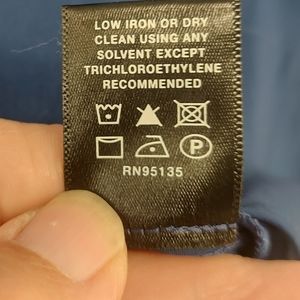 LOW IRON OR DRY
CLEAN USING ANY
SOLVENT EXCEPT
TRICHLOROETHYLENE
RECOMMENDED
P
RN95135